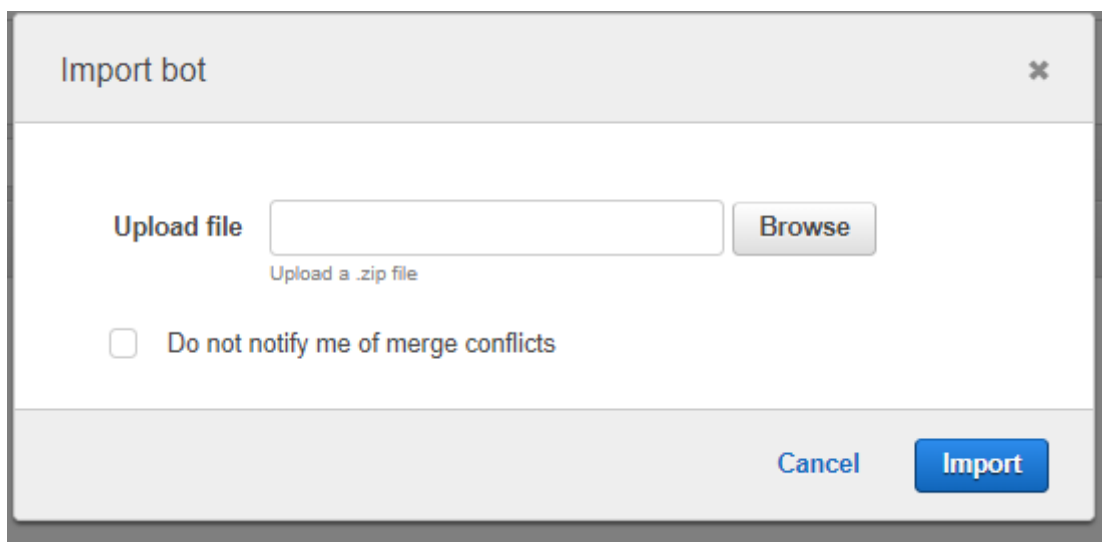 Import bot
Upload file
Browse
Upload a .zip file
Do not notify me of merge conflicts
Cancel
Import